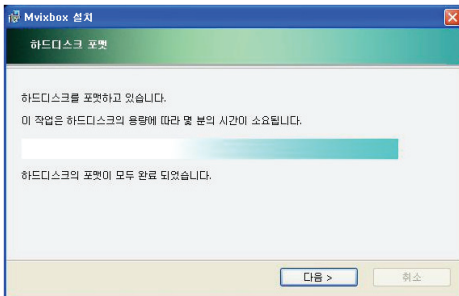 Mvixbox 설치
하드디스크 포맷
하드디스크를 포맷하고 있습니다.
이 작업은 하드디스크의 용량에 따라 몇 분의 시간이 소요됩니다.
하드디스크의 포맷이 모두 완료 되었습니다.
다음 >
취소